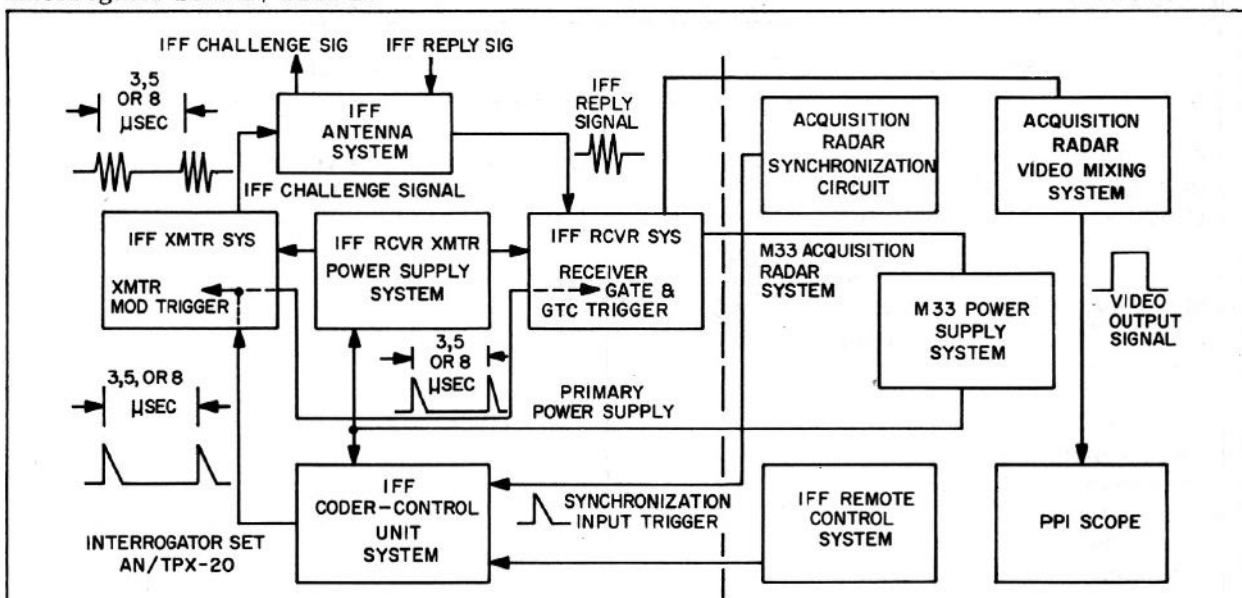 IFF CHALLENGE SIG
IFF REPLY SIG
3,5
OR 8
µSEC
IFF
ANTENNA
SYSTEM
IFF
REPLY
SIGNAL
ACQUISITION
RADAR
SYNCHRONIZATION
CIRCUIT
ACQUISITION
RADAR
VIDEO MIXING
SYSTEM
IFF CHALLENGE SIGNAL
IFF XMTR SYS
XMTR
MOD TRIGGER
IFF RCVR XMTR
POWER SUPPLY
SYSTEM
IFF RCVR SYS
RECEIVER
GATE &
GTC TRIGGER
M33 ACQUISITION
RADAR
SYSTEM
M33 POWER
SUPPLY
SYSTEM
VIDEO
OUTPUT
SIGNAL
3,5
OR 8
µSEC
3,5, OR 8
µSEC
PRIMARY
POWER SUPPLY
IFF
CODER-CONTROL
UNIT
SYSTEM
SYNCHRONIZATION
INPUT TRIGGER
IFF REMOTE
CONTROL
SYSTEM
PPI SCOPE
INTERROGATOR SET
AN/TPX-20